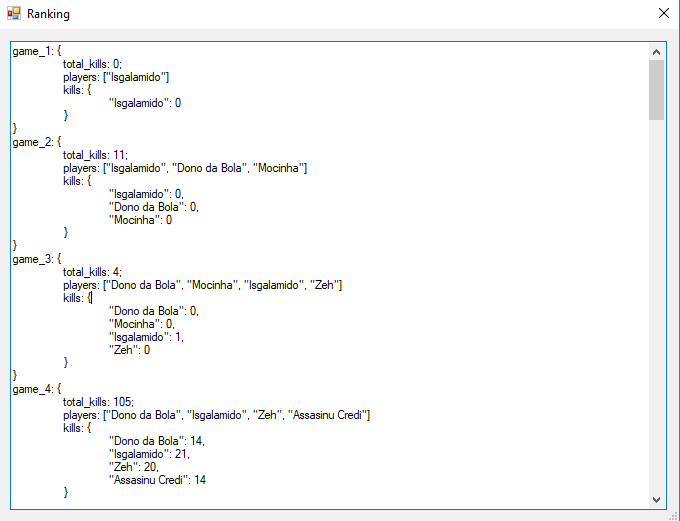 Ranking
game_1: {
total_kills: 0;
players: ["Isgalamido"]
kills: {
"Isgalamido": 0
}
}
game_2: {
total_kills: 11;
players: ["Isgalamido", "Dono da Bola", "Mocinha"]
kills: {
"Isgalamido": 0,
"Dono da Bola": 0,
"Mocinha": 0
}
}
game_3: {
total_kills: 4;
players: ["Dono da Bola", "Mocinha", "Isgalamido", "Zeh"]
kills: {
"Dono da Bola": 0,
"Mocinha": 0,
"Isgalamido": 1,
"Zeh": 0
}
}
game_4: {
total_kills: 105;
players: ["Dono da Bola", "Isgalamido", "Zeh", "Assasinu Credi"]
kills: {
"Dono da Bola": 14,
"Isgalamido": 21,
"Zeh": 20,
"Assasinu Credi": 14
}